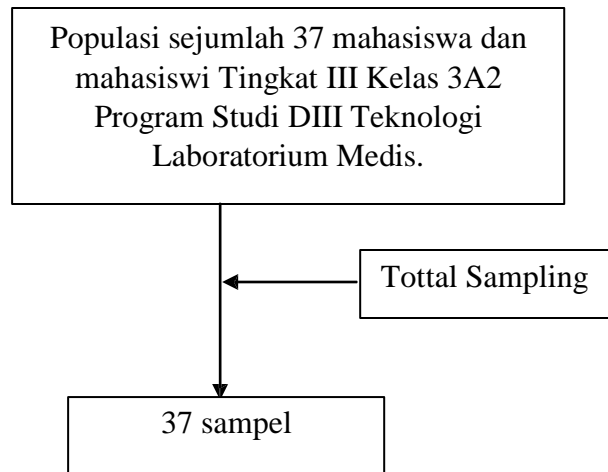 Populasi sejumlah 37 mahasiswa dan
mahasiswi Tingkat III Kelas 3A2
Program Studi DIII Teknologi
Laboratorium Medis.
Tottal Sampling
37 sampel